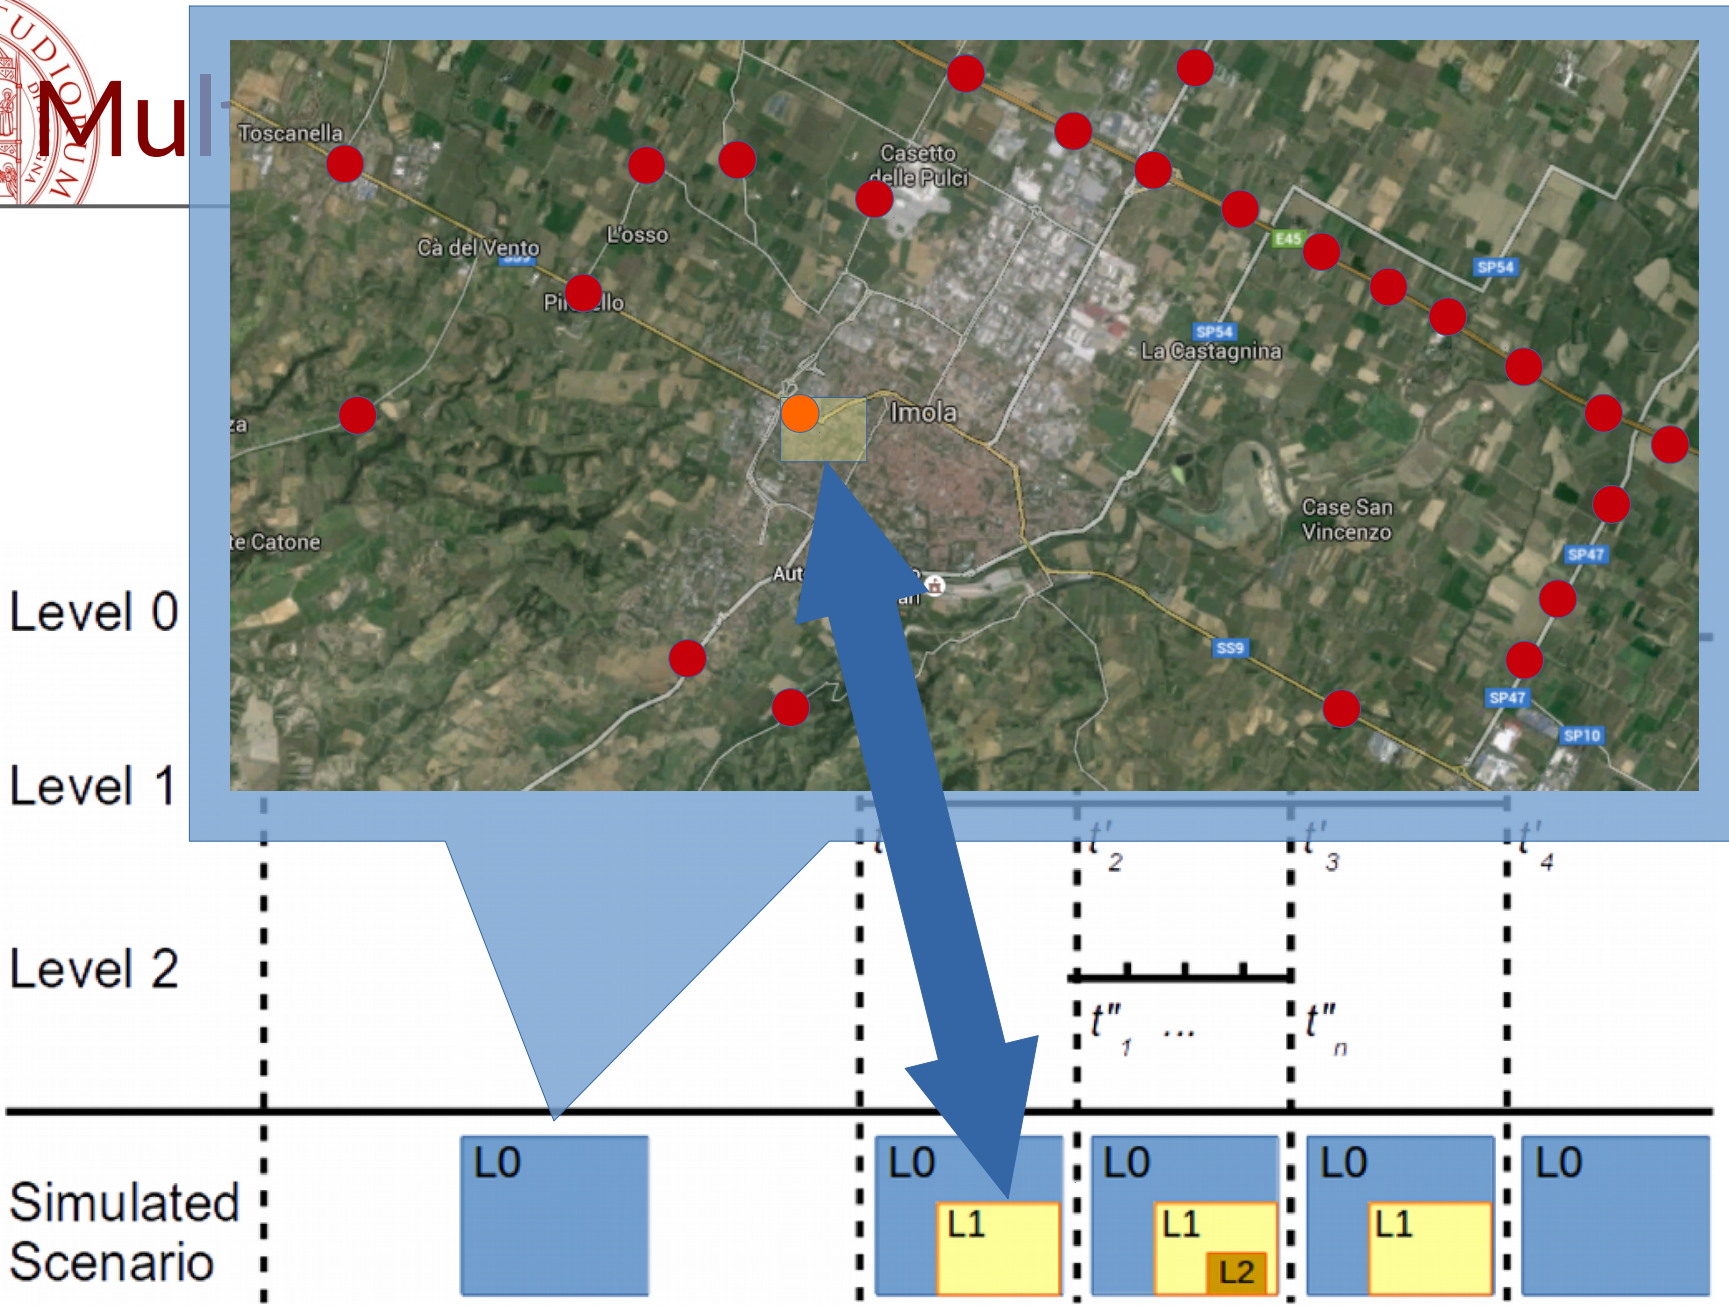 Mul
Toscanella
Casetto
delle Pulci
L'osso
Cà del Vento
E45
SP54
SP54
La Castagnina
Imola
Case San
Vincenzo
te Catone
SP47
SS9
SP47
SP10
Level 0
Level 1
t'2
t'3
t'4
Level 2
t"1 ...
t"n
L0
L0
L0
L0
L0
L1
L1
L1
L2
Simulated
Scenario